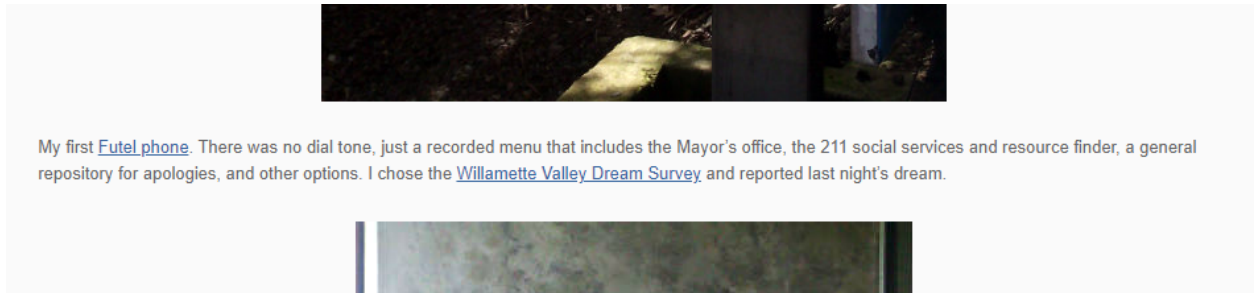 My first Futel phone. There was no dial tone, just a recorded menu that includes the Mayor’s office, the 211 social services and resource finder, a general
repository for apologies, and other options. I chose the Willamette Valley Dream Survey and reported last night’s dream.